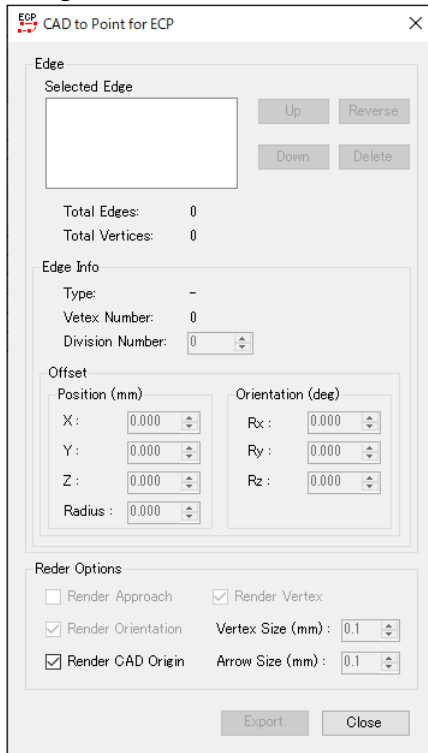 ECP CAD to Point for ECP
Edge
Selected Edge
Up Reverse
Down Delete
Total Edges: 0
Total Vertices: 0
Edge Info
Type: -
Vetex Number: 0
Division Number: 0
Offset
Position (mm) Orientation (deg)
X : 0.000 Rx : 0.000
Y : 0.000 Ry : 0.000
Z : 0.000 Rz : 0.000
Radius : 0.000
Reder Options
Render Approach Render Vertex
Render Orientation Vertex Size (mm) : 0.1
Render CAD Origin Arrow Size (mm) : 0.1
Export Close